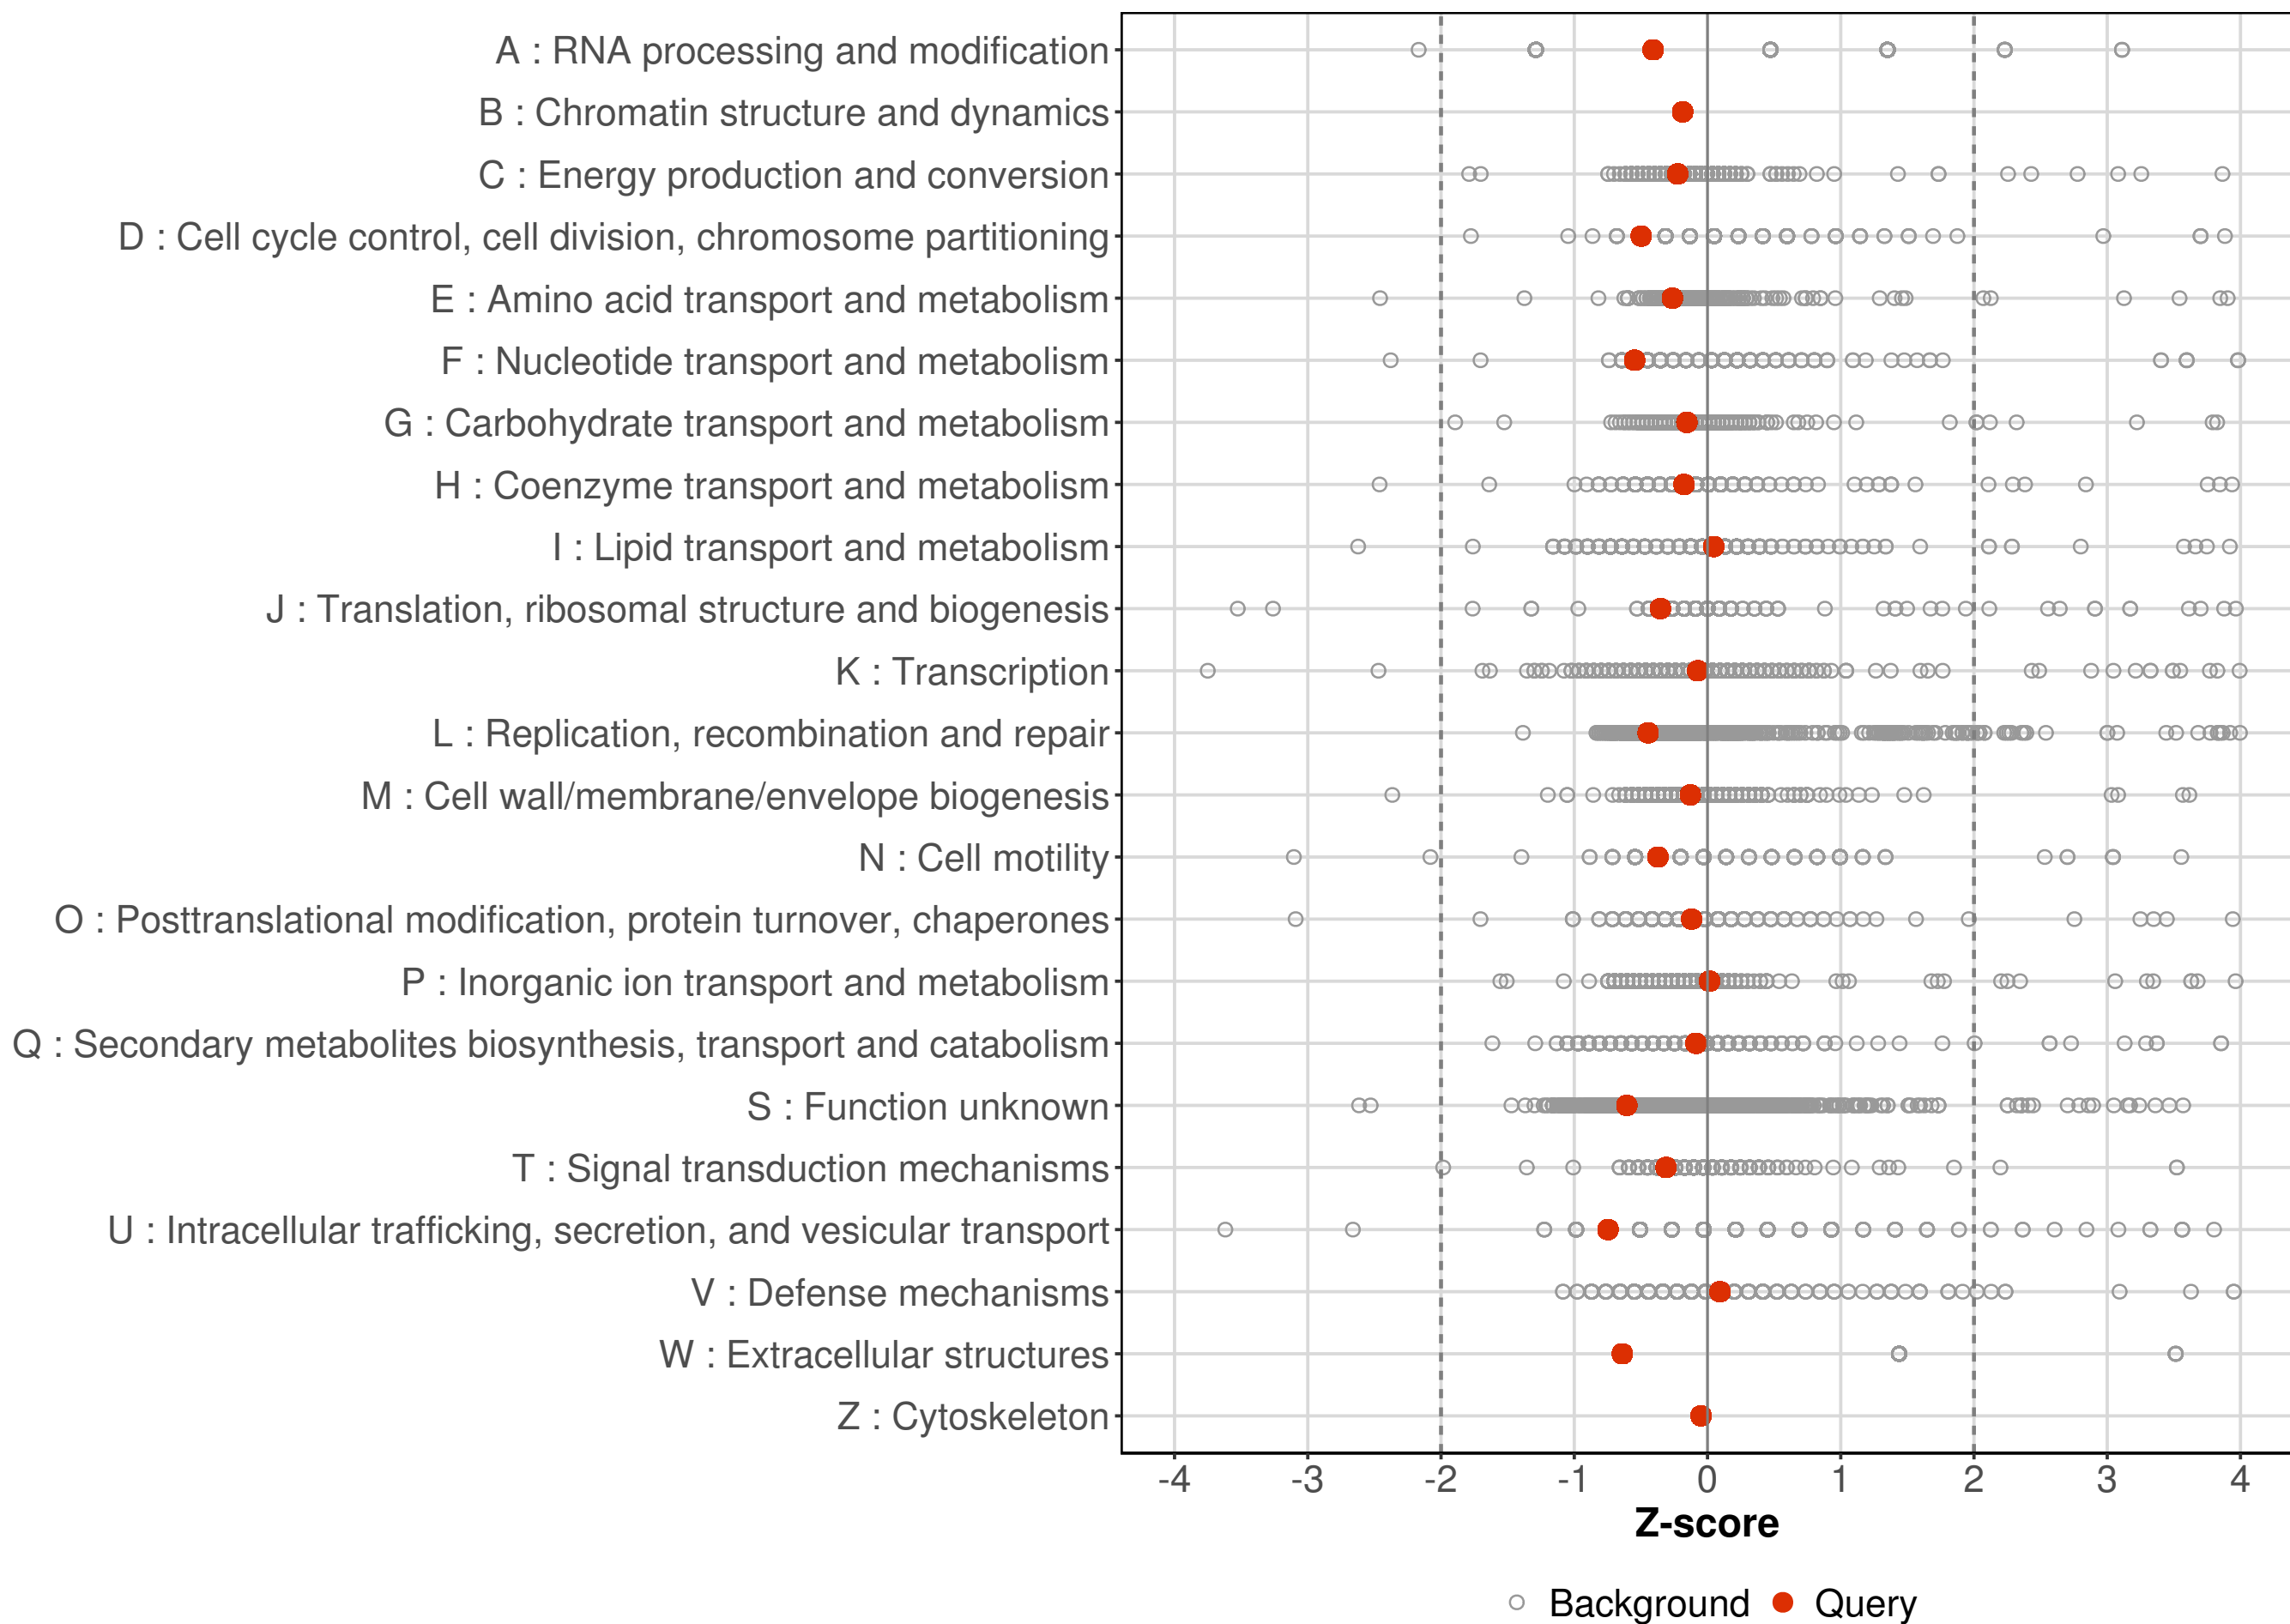 A : RNA processing and modification
B : Chromatin structure and dynamics
C : Energy production and conversion
D : Cell cycle control, cell division, chromosome partitioning
E : Amino acid transport and metabolism
F : Nucleotide transport and metabolism
G : Carbohydrate transport and metabolism
H : Coenzyme transport and metabolism
I : Lipid transport and metabolism
J : Translation, ribosomal structure and biogenesis
K : Transcription
L : Replication, recombination and repair
M : Cell wall/membrane/envelope biogenesis
N : Cell motility
O : Posttranslational modification, protein turnover, chaperones
P : Inorganic ion transport and metabolism
Q : Secondary metabolites biosynthesis, transport and catabolism
S : Function unknown
T : Signal transduction mechanisms
U : Intracellular trafficking, secretion, and vesicular transport
V : Defense mechanisms
W : Extracellular structures
Z : Cytoskeleton
-4 -3 -2 -1 0 1 2 3 4
Z-score
Background Query